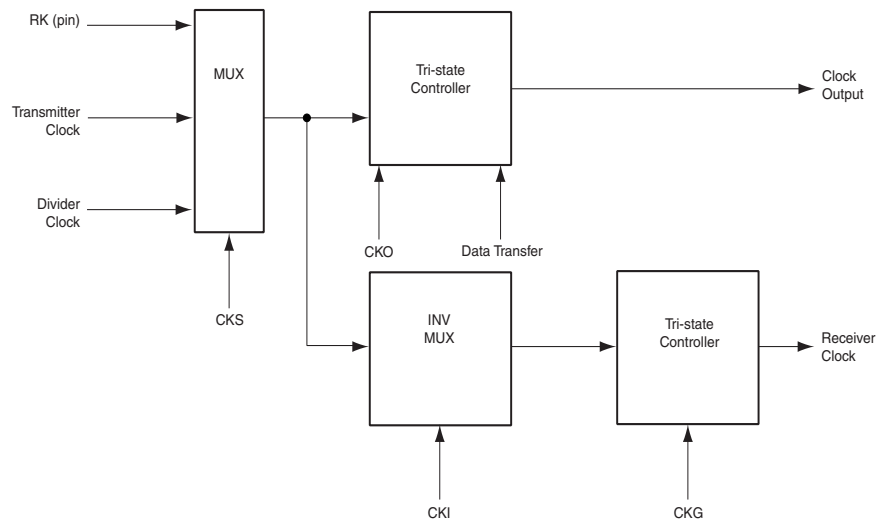 RK (pin)
MUX
Tri-state
Controller
Clock
Output
Transmitter
Clock
Divider
Clock
CKO
Data Transfer
CKS
INV
MUX
Tri-state
Controller
Receiver
Clock
CKI
CKG